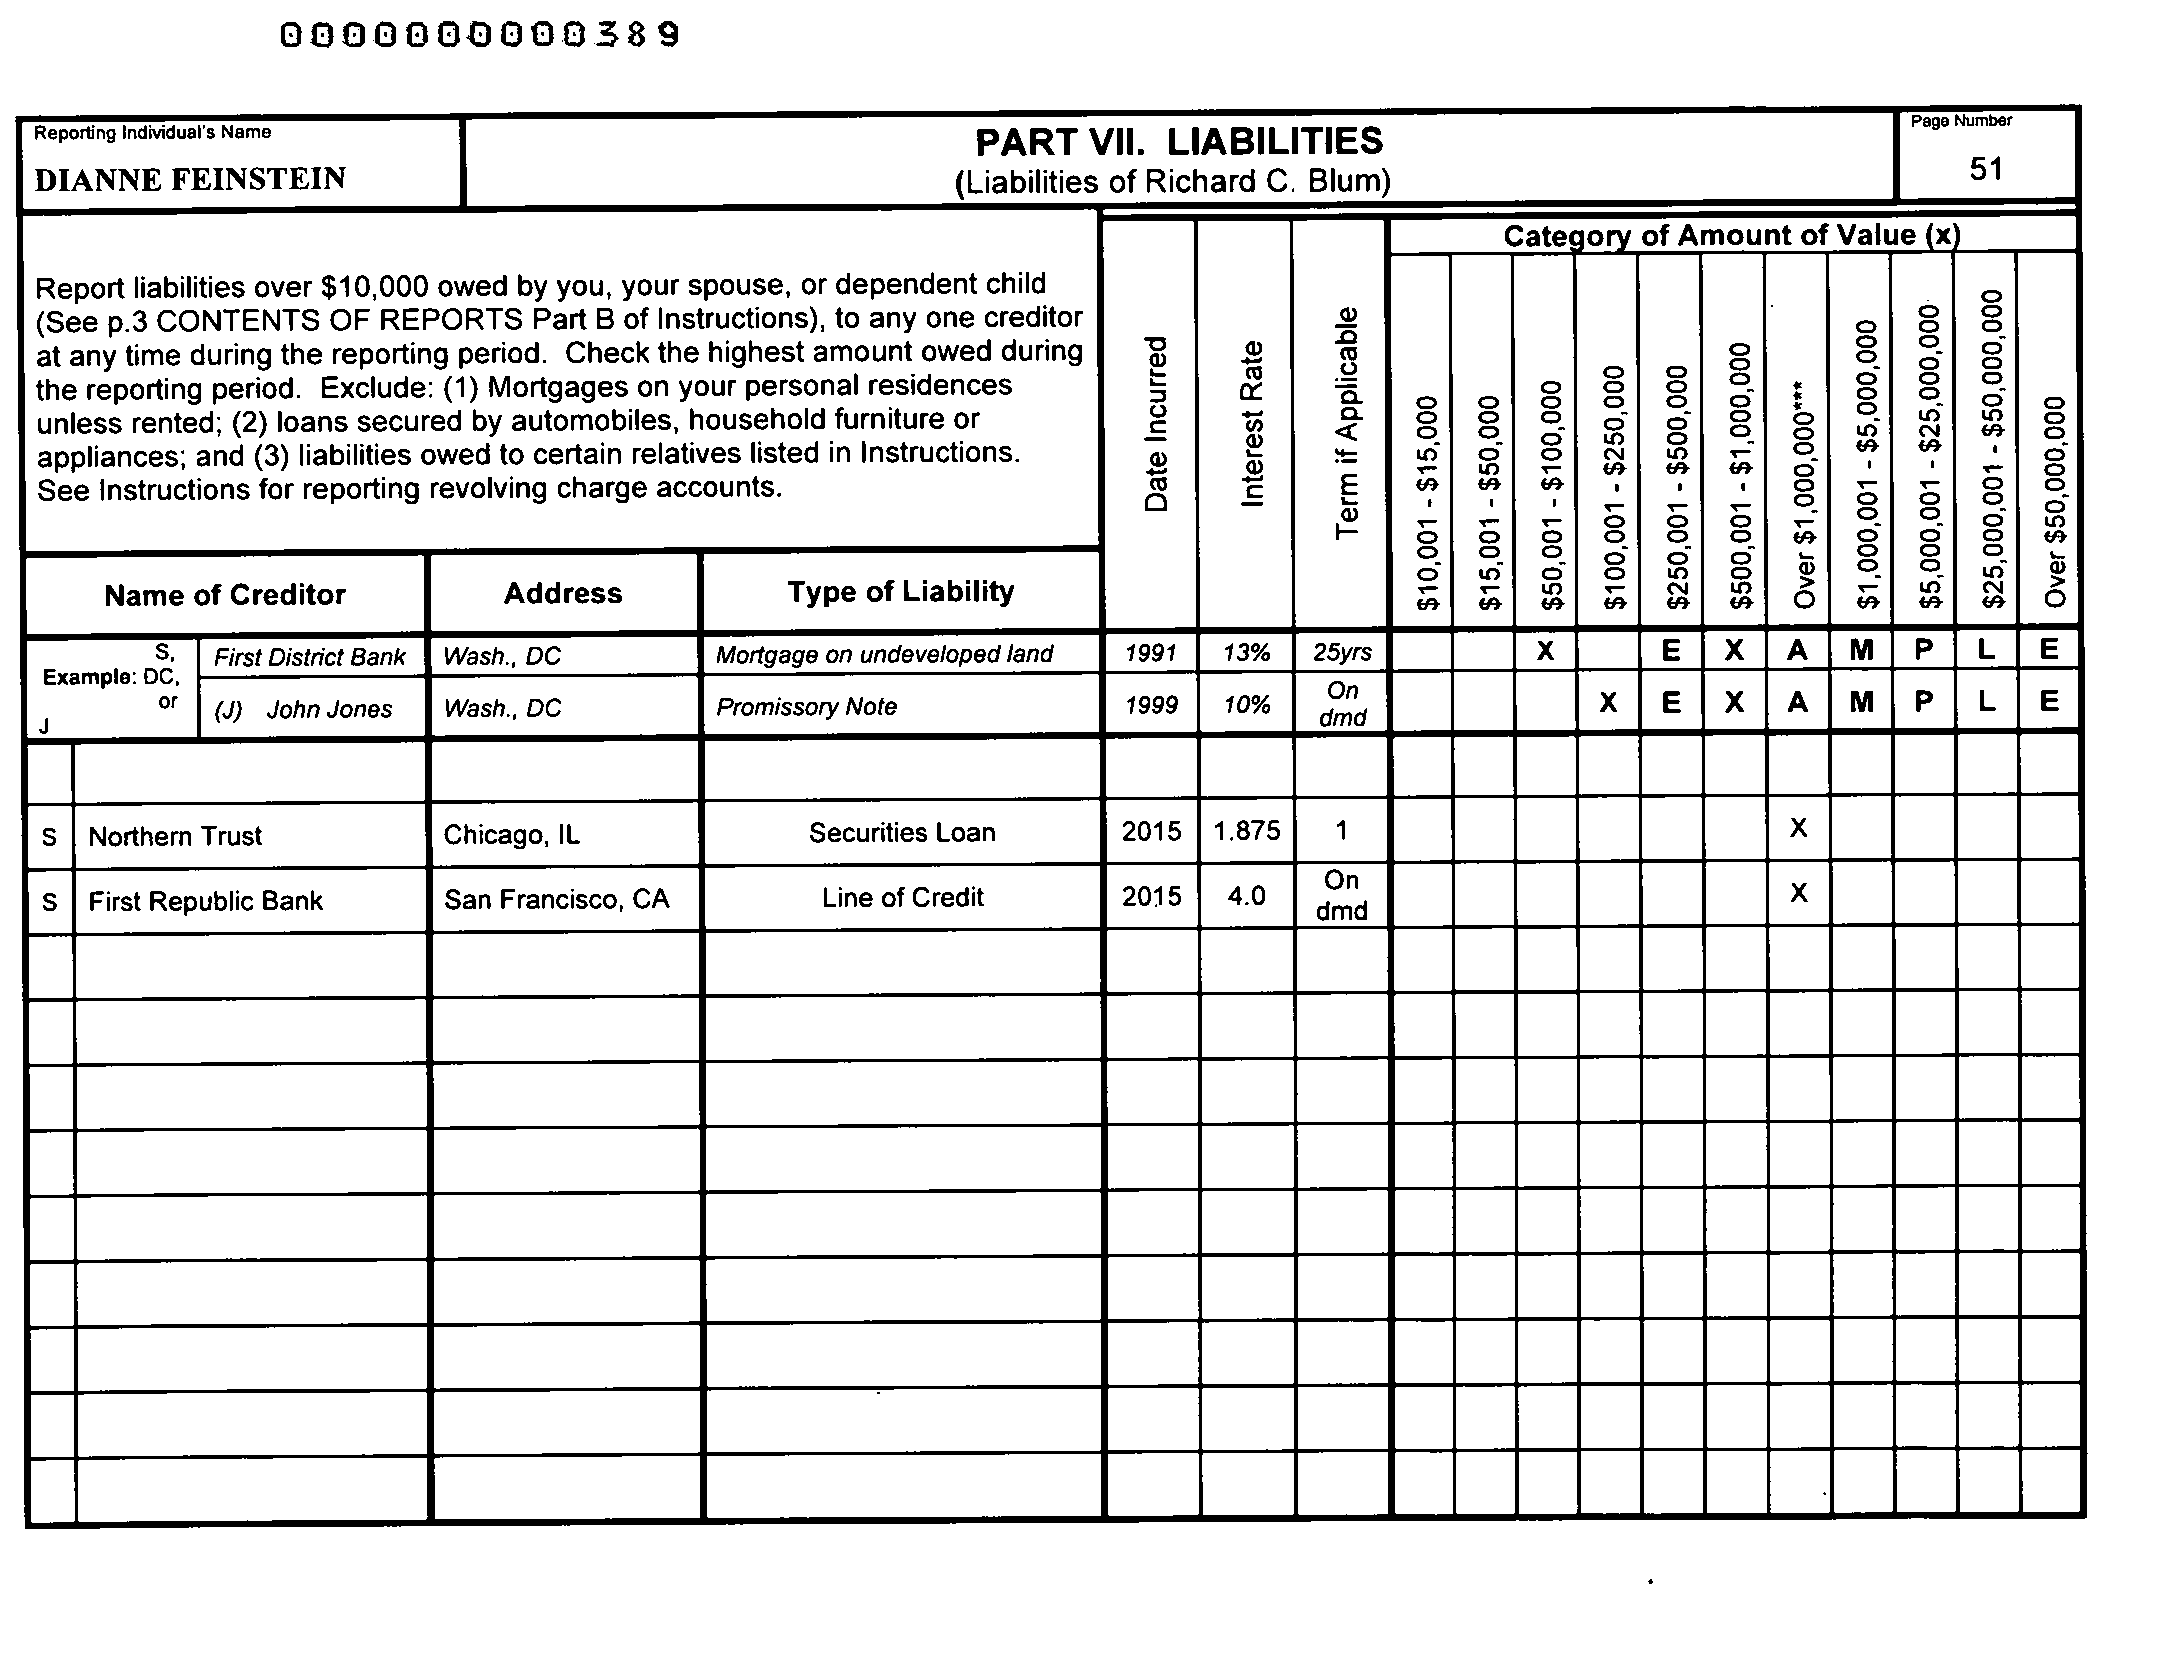 0000000000389
Reporting Individual's Name
DIANNE FEINSTEIN
PART VII. LIABILITIES
(Liabilities of Richard C. Blum)
Page Number
51
Report liabilities over $10,000 owed by you, your spouse, or dependent child
(See p.3 CONTENTS OF REPORTS Part B of Instructions), to any one creditor
at any time during the reporting period. Check the highest amount owed during
the reporting period. Exclude: (1) Mortgages on your personal residences
unless rented; (2) loans secured by automobiles, household furniture or
appliances; and (3) liabilities owed to certain relatives listed in Instructions.
See Instructions for reporting revolving charge accounts.
Date Incurred
Interest Rate
Term if Applicable
Category of Amount of Value (x)
$10,001 - $15,000
$15,001 - $50,000
$50,001 - $100,000
$100,001 - $250,000
$250,001 - $500,000
$500,001 - $1,000,000
Over $1,000,000***
$1,000,001 - $5,000,000
$5,000,001 - $25,000,000
$25,000,001 - $50,000,000
Over $50,000,000
Name of Creditor Address Type of Liability
Example: S, DC, or J
First District Bank Wash., DC Mortgage on undeveloped land 1991 13% 25yrs X E X A M P L E
(J) John Jones Wash., DC Promissory Note 1999 10% On dmd X E X A M P L E
S Northern Trust Chicago, IL Securities Loan 2015 1.875 1 X
S First Republic Bank San Francisco, CA Line of Credit 2015 4.0 On dmd X